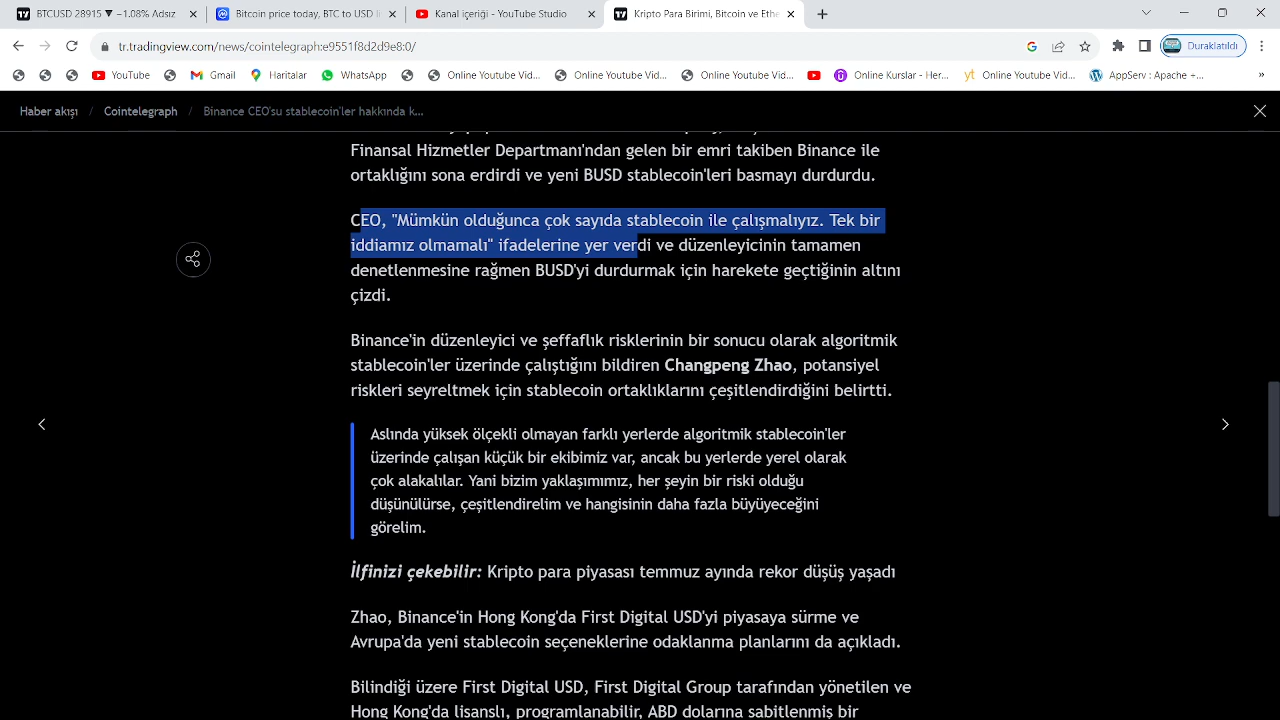 BTCUSD 28915 ▼ −1.08% Adsız
Bitcoin price today, BTC to USD li
Kanal içeriği - YouTube Studio
Kripto Para Birimi, Bitcoin ve Ethe
tr.tradingview.com/news/cointelegraph:e9551f8d2d9e8:0/
Duraklatıldı
YouTube
Gmail
Haritalar
WhatsApp
Online Youtube Vid...
Online Youtube Vid...
Online Youtube Vid...
Online Kurslar - Her...
Online Youtube Vid...
AppServ : Apache +...
Haber akışı / Cointelegraph / Binance CEO'su stablecoin'ler hakkında k...
Finansal Hizmetler Departmanı'ndan gelen bir emri takiben Binance ile
ortaklığını sona erdirdi ve yeni BUSD stablecoin'leri basmayı durdurdu.
CEO, "Mümkün olduğunca çok sayıda stablecoin ile çalışmalıyız. Tek bir
iddiamız olmamalı" ifadelerine yer verdi ve düzenleyicinin tamamen
denetlenmesine rağmen BUSD'yi durdurmak için harekete geçtiğinin altını
çizdi.
Binance'in düzenleyici ve şeffaflık risklerinin bir sonucu olarak algoritmik
stablecoin'ler üzerinde çalıştığını bildiren Changpeng Zhao, potansiyel
riskleri seyreltmek için stablecoin ortaklıklarını çeşitlendirdiğini belirtti.
Aslında yüksek ölçekli olmayan farklı yerlerde algoritmik stablecoin'ler
üzerinde çalışan küçük bir ekibimiz var, ancak bu yerlerde yerel olarak
çok alakalılar. Yani bizim yaklaşımımız, her şeyin bir riski olduğu
düşünülürse, çeşitlendirelim ve hangisinin daha fazla büyüyeceğini
görelim.
İlfinizi çekebilir: Kripto para piyasası temmuz ayında rekor düşüş yaşadı
Zhao, Binance'in Hong Kong'da First Digital USD'yi piyasaya sürme ve
Avrupa'da yeni stablecoin seçeneklerine odaklanma planlarını da açıkladı.
Bilindiği üzere First Digital USD, First Digital Group tarafından yönetilen ve
Hong Kong'da lisanslı, programlanabilir, ABD dolarına sabitlenmiş bir